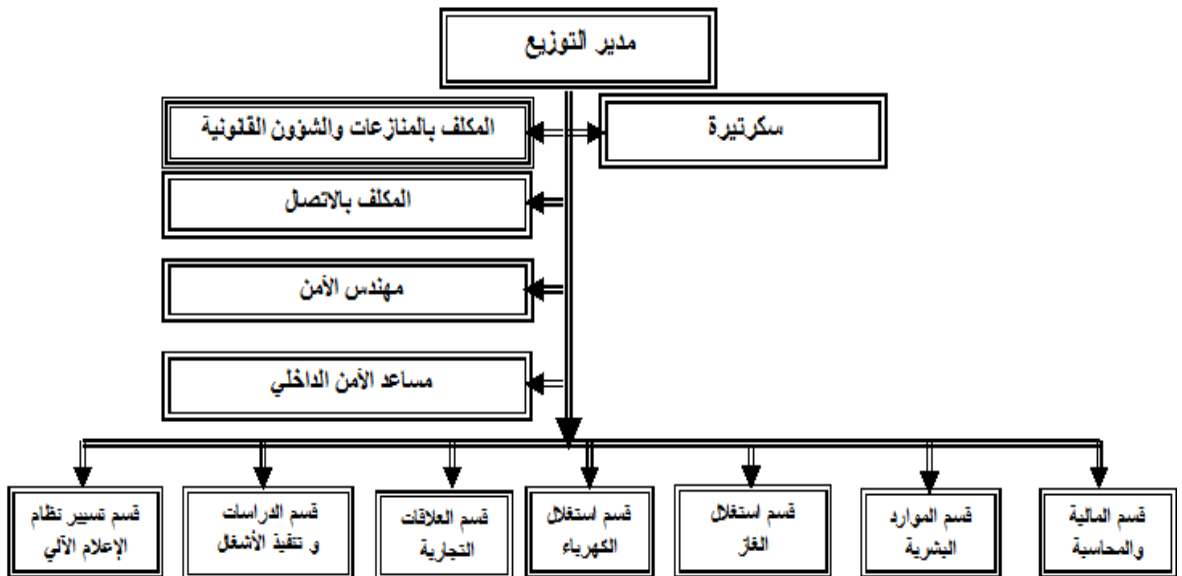 مدير التوزيع
سكرتيرة
المكلف بالمنازعات والشؤون القانونية
المكلف بالاتصال
مهندس الأمن
مساعد الأمن الداخلي
قسم المالية
والمحاسبة
قسم الموارد
البشرية
قسم استغلال
الغاز
قسم استغلال
الكهرباء
قسم العلاقات
التجارية
قسم الدراسات
و تنفيذ الأشغال
قسم تسيير نظام
الإعلام الآلي